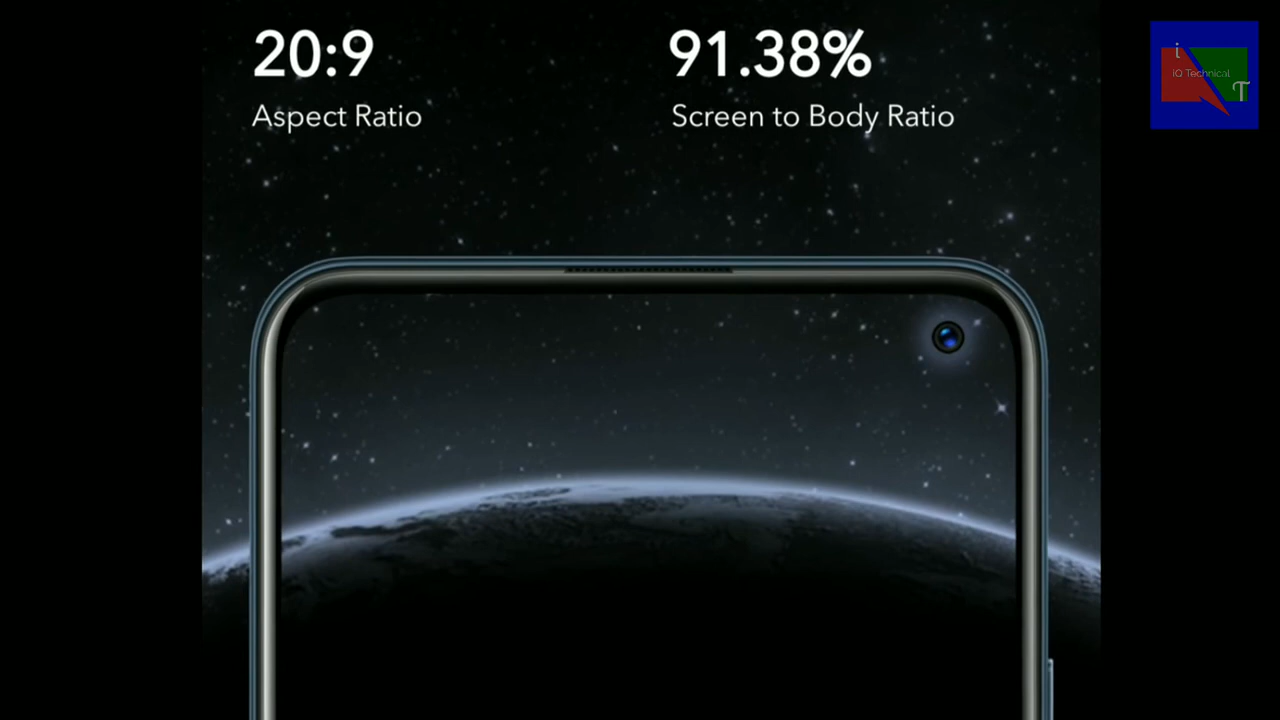 20:9
91.38%
Aspect Ratio
Screen to Body Ratio
i
IQ Technical
T